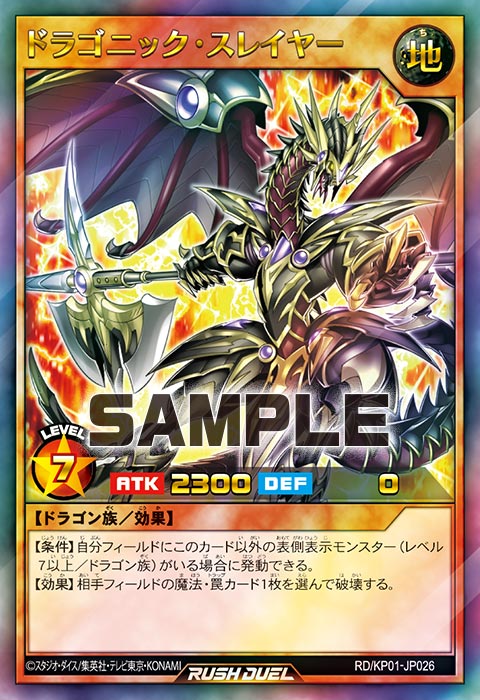 ドラゴニック・スレイヤー
ち
地
SAMPLE
LEVEL
7
ATK 2300 DEF 0
【ドラゴン族／効果】
【条件】自分フィールドにこのカード以外の表側表示モンスター（レベル
7以上／ドラゴン族）がいる場合に発動できる。
【効果】相手フィールドの魔法・罠カード1枚を選んで破壊する。
©スタジオ・ダイス/集英社・テレビ東京・KONAMI
RUSH DUEL
RD/KP01-JP026